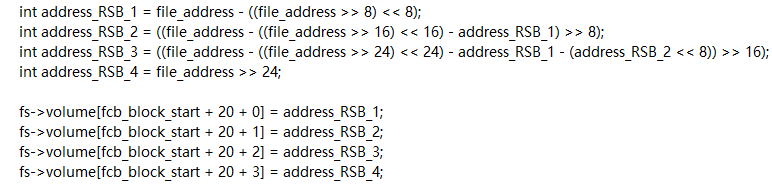 int address_RSB_1 = file_address - ((file_address >> 8) << 8);
int address_RSB_2 = ((file_address - ((file_address >> 16) << 16) - address_RSB_1) >> 8);
int address_RSB_3 = ((file_address - ((file_address >> 24) << 24) - address_RSB_1 - (address_RSB_2 << 8)) >> 16);
int address_RSB_4 = file_address >> 24;
fs->volume[fcb_block_start + 20 + 0] = address_RSB_1;
fs->volume[fcb_block_start + 20 + 1] = address_RSB_2;
fs->volume[fcb_block_start + 20 + 2] = address_RSB_3;
fs->volume[fcb_block_start + 20 + 3] = address_RSB_4;